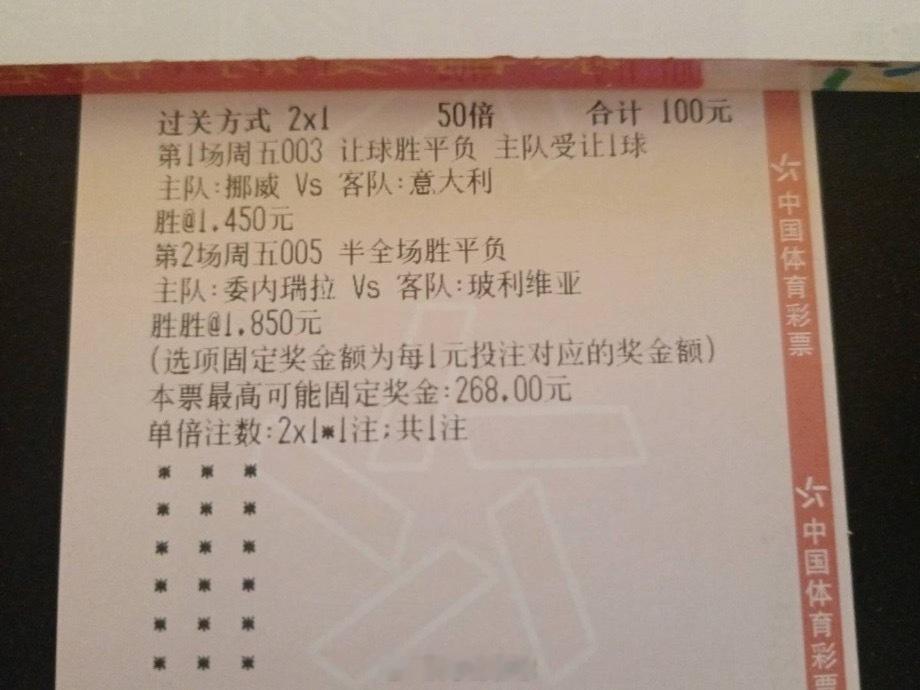 过关方式 2x1 50倍 合计 100元
第1场周五003 让球胜平负 主队受让1球
主队:挪威 Vs 客队:意大利
胜@1.450元
第2场周五005 半全场胜平负
主队:委内瑞拉 Vs 客队:玻利维亚
胜胜@1.850元
(选项固定奖金额为每1元投注对应的奖金额)
本票最高可能固定奖金:268.00元
单倍注数:2x1*1注;共1注
* * *
* * *
* * *
* * *
* * *
* * *
中国体育彩票
中国体育彩票